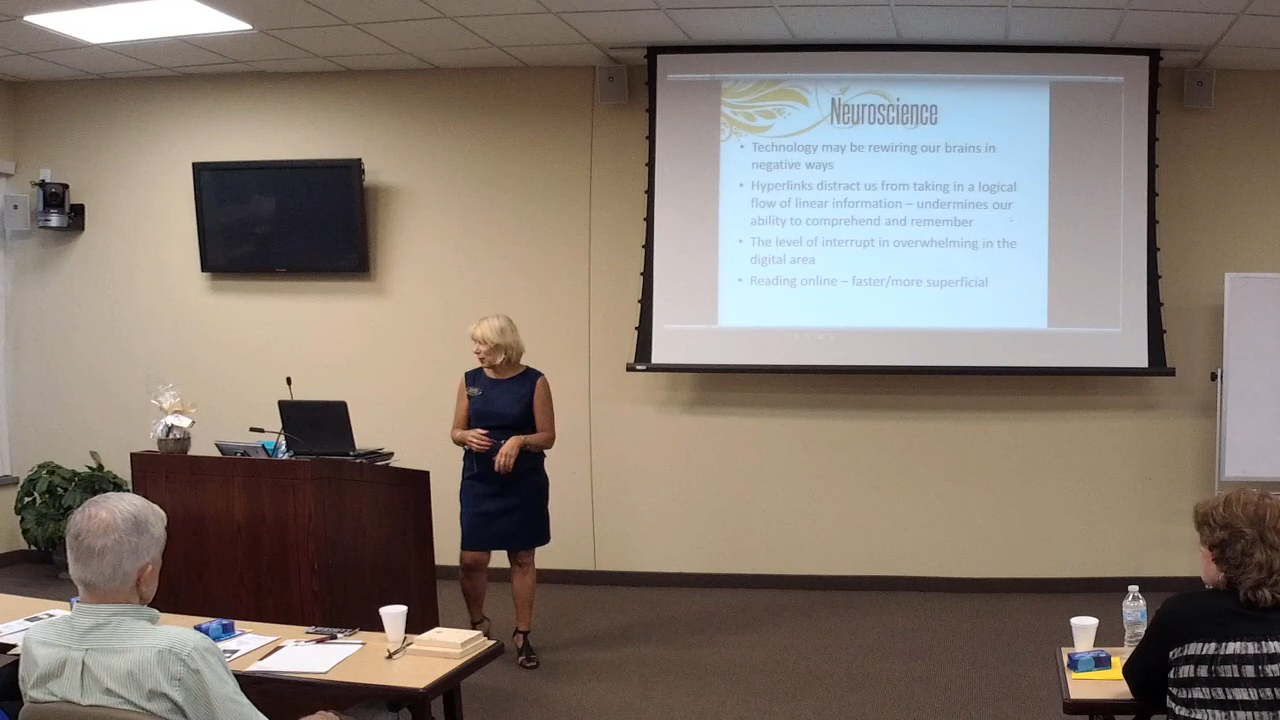 Neuroscience
• Technology may be rewiring our brains in
negative ways
• Hyperlinks distract us from taking in a logical
flow of linear information – undermines our
ability to comprehend and remember
• The level of interrupt in overwhelming in the
digital area
• Reading online – faster/more superficial